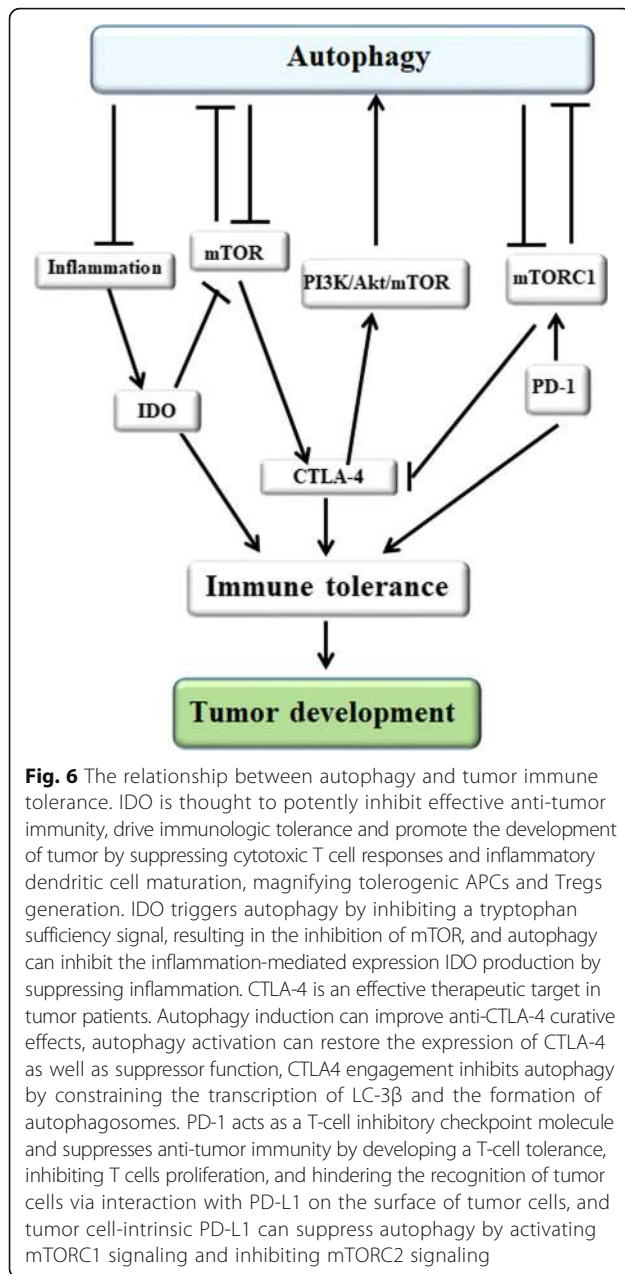 Autophagy
Inflammation
mTOR
PI3K/Akt/mTOR
mTORC1
IDO
PD-1
CTLA-4
Immune tolerance
Tumor development
Fig. 6 The relationship between autophagy and tumor immune
tolerance. IDO is thought to potently inhibit effective anti-tumor
immunity, drive immunologic tolerance and promote the development
of tumor by suppressing cytotoxic T cell responses and inflammatory
dendritic cell maturation, magnifying tolerogenic APCs and Tregs
generation. IDO triggers autophagy by inhibiting a tryptophan
sufficiency signal, resulting in the inhibition of mTOR, and autophagy
can inhibit the inflammation-mediated expression IDO production by
suppressing inflammation. CTLA-4 is an effective therapeutic target in
tumor patients. Autophagy induction can improve anti-CTLA-4 curative
effects, autophagy activation can restore the expression of CTLA-4
as well as suppressor function, CTLA4 engagement inhibits autophagy
by constraining the transcription of LC-3β and the formation of
autophagosomes. PD-1 acts as a T-cell inhibitory checkpoint molecule
and suppresses anti-tumor immunity by developing a T-cell tolerance,
inhibiting T cells proliferation, and hindering the recognition of tumor
cells via interaction with PD-L1 on the surface of tumor cells, and
tumor cell-intrinsic PD-L1 can suppress autophagy by activating
mTORC1 signaling and inhibiting mTORC2 signaling